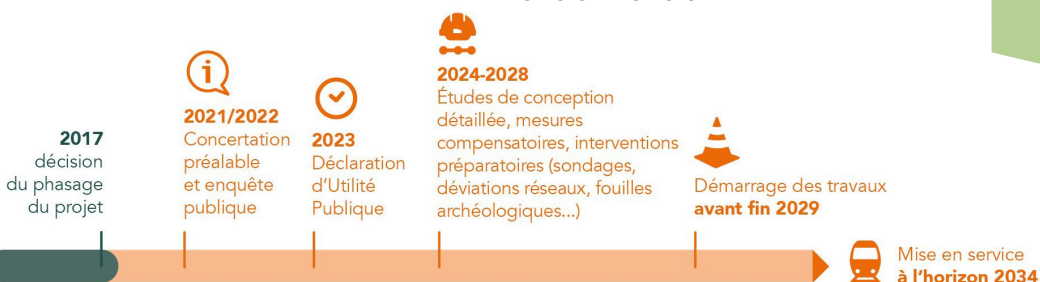 2017
décision
du phasage
du projet
2021/2022
Concertation
préalable
et enquête
publique
2023
Déclaration
d'Utilité
Publique
2024-2028
Études de conception
détaillée, mesures
compensatoires, interventions
préparatoires (sondages,
déviations réseaux, fouilles
archéologiques...)
Démarrage des travaux
avant fin 2029
Mise en service
à l'horizon 2034